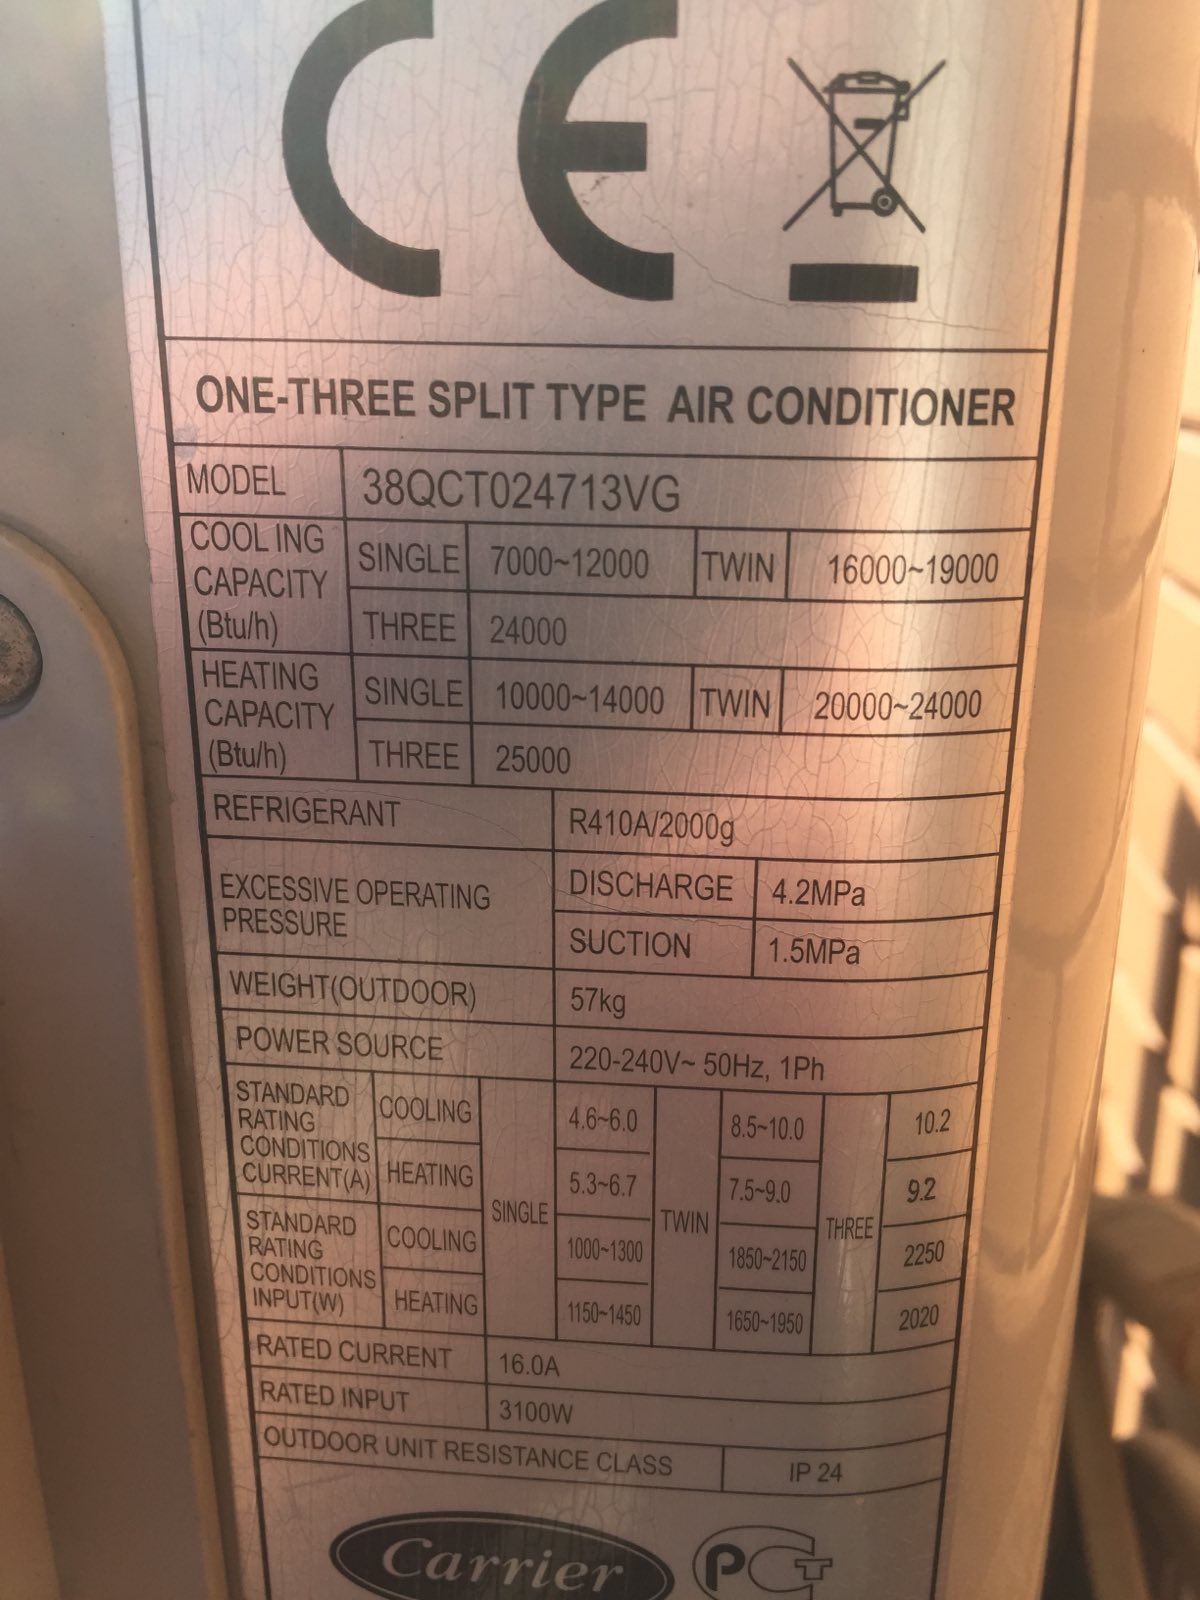 CE
ONE-THREE SPLIT TYPE AIR CONDITIONER
MODEL 38QCT024713VG
COOLING CAPACITY (Btu/h) SINGLE 7000~12000 TWIN 16000~19000
THREE 24000
HEATING CAPACITY (Btu/h) SINGLE 10000~14000 TWIN 20000~24000
THREE 25000
REFRIGERANT R410A/2000g
EXCESSIVE OPERATING PRESSURE DISCHARGE 4.2MPa
SUCTION 1.5MPa
WEIGHT(OUTDOOR) 57kg
POWER SOURCE 220-240V~ 50Hz, 1Ph
STANDARD RATING CONDITIONS CURRENT(A) COOLING SINGLE 4.6~6.0 TWIN 8.5~10.0 THREE 10.2
HEATING 5.3~6.7 7.5~9.0 9.2
STANDARD RATING CONDITIONS INPUT(W) COOLING 1000~1300 1850~2150 2250
HEATING 1150~1450 1650~1950 2020
RATED CURRENT 16.0A
RATED INPUT 3100W
OUTDOOR UNIT RESISTANCE CLASS IP 24
Carrier PCT